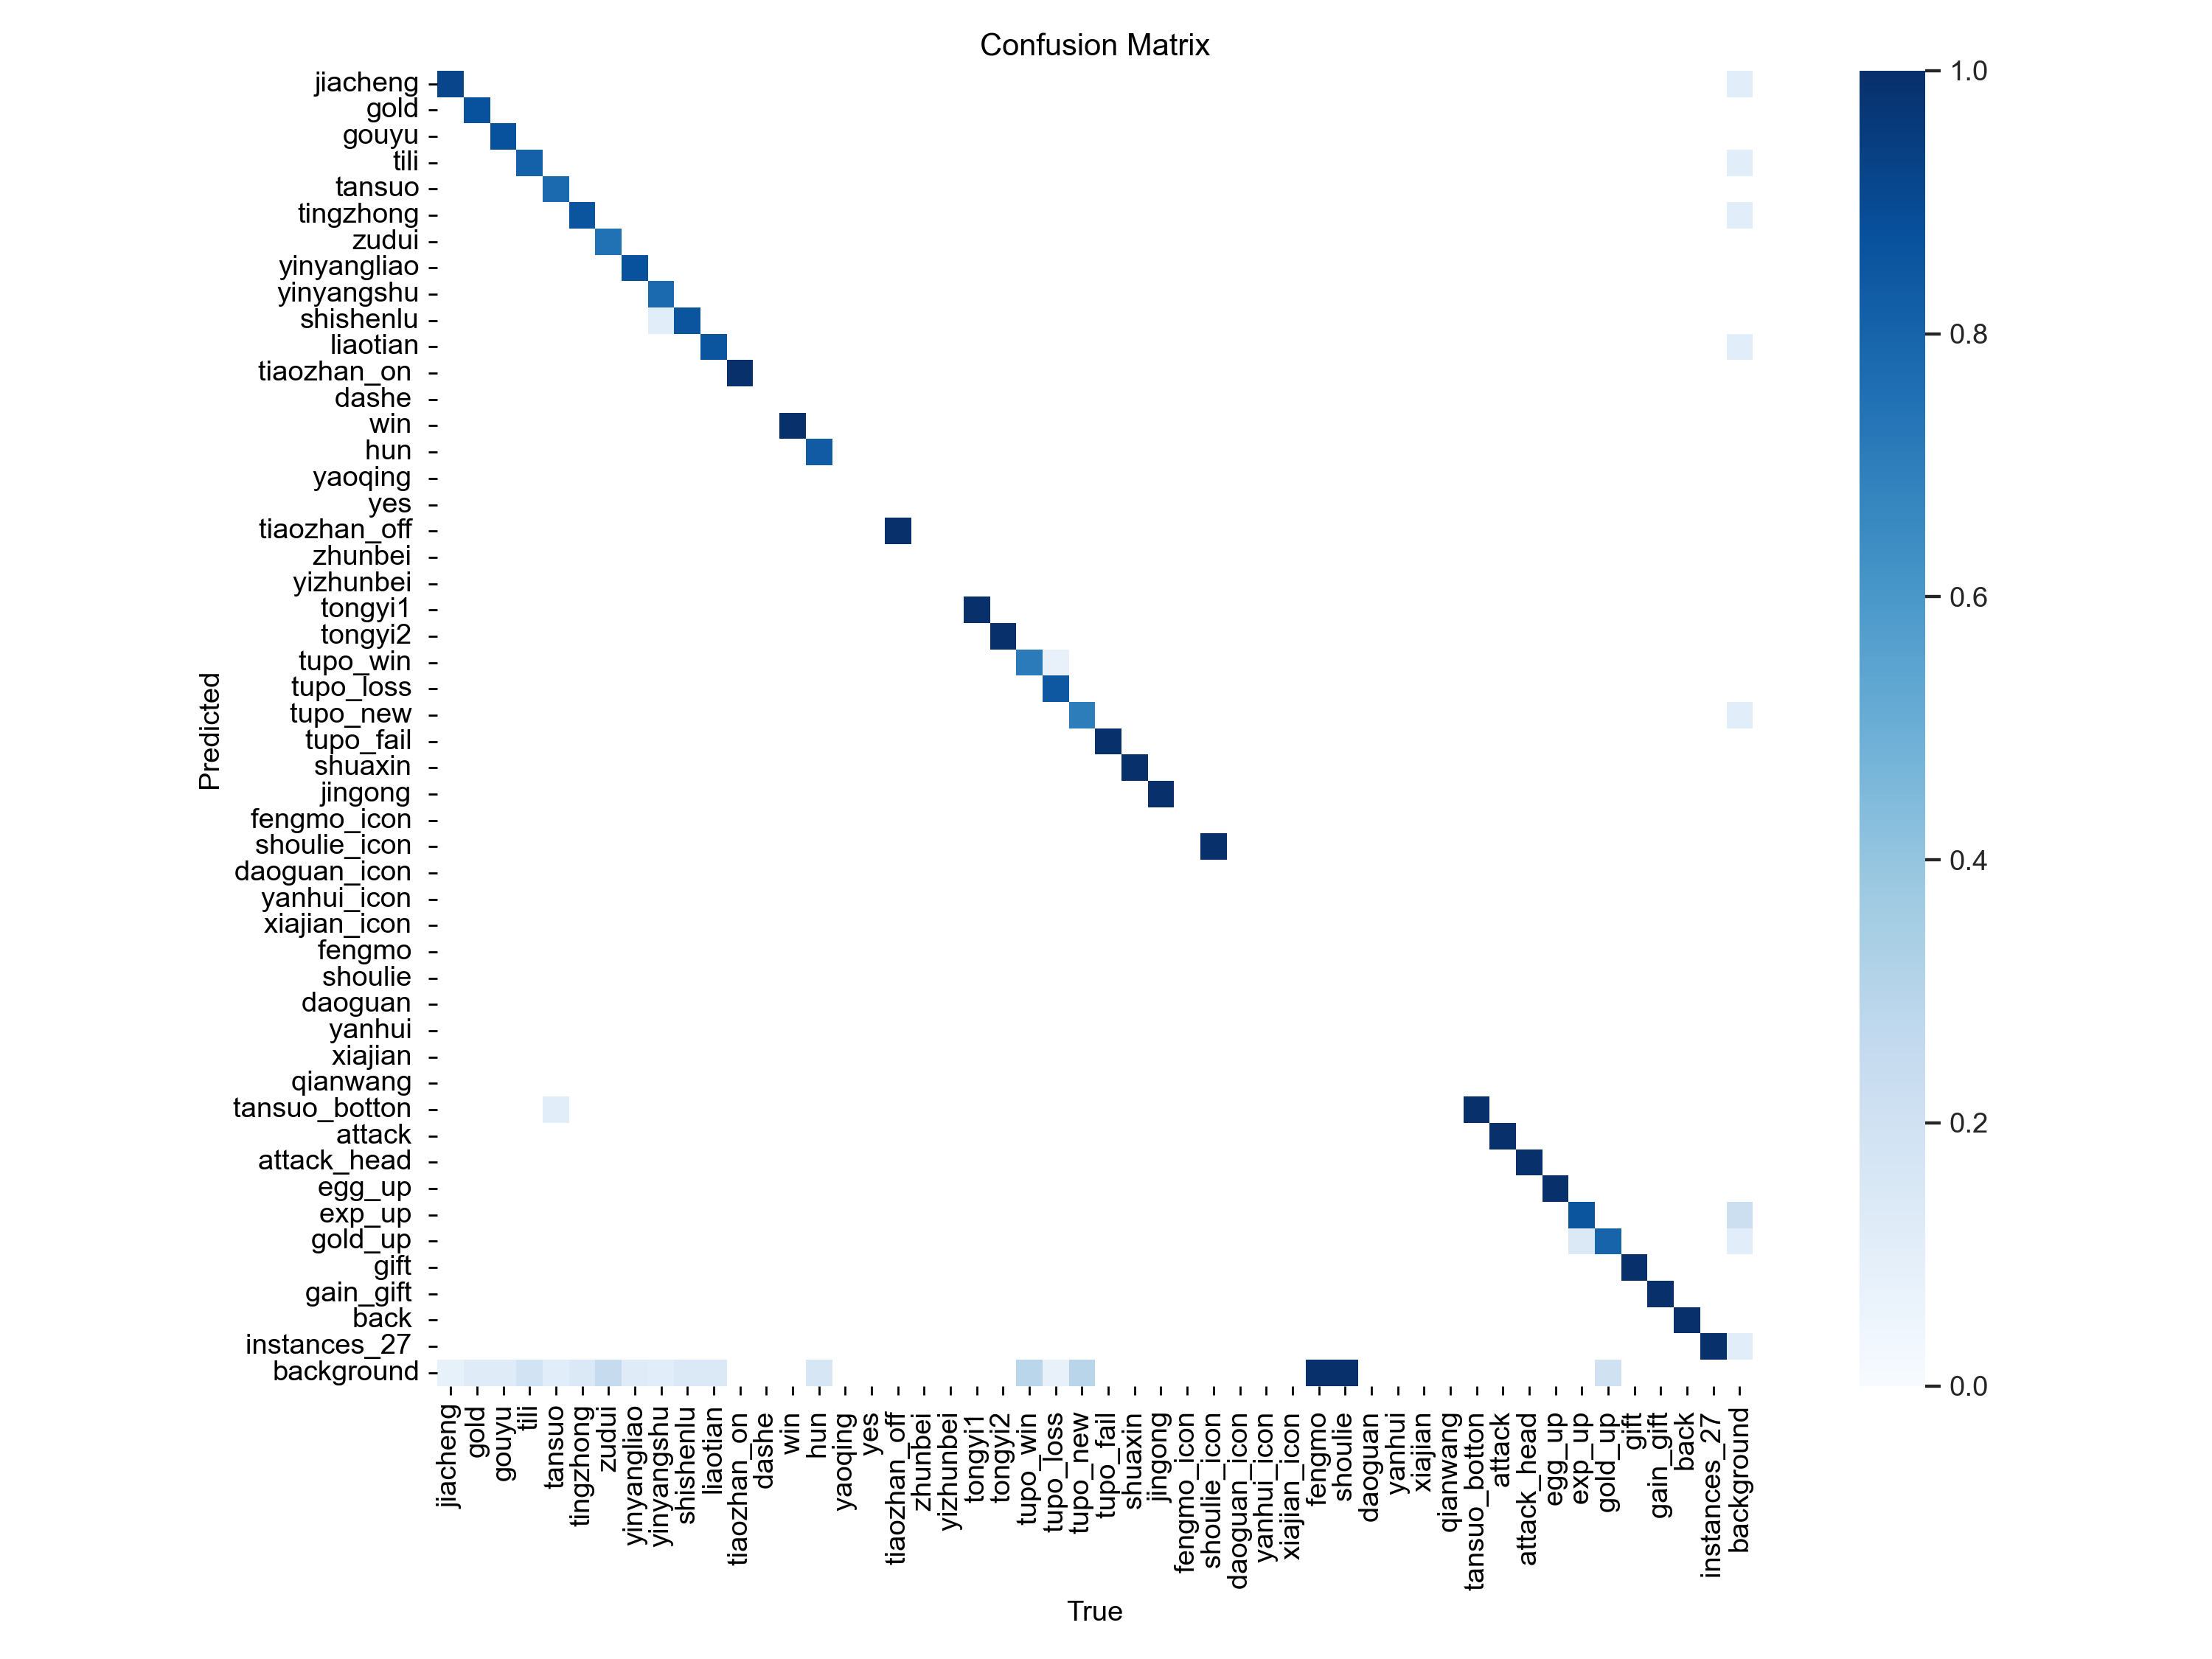 Confusion Matrix
jiacheng
gold
gouyu
tili
tansuo
tingzhong
zudui
yinyangliao
yinyangshu
shishenlu
liaotian
tiaozhan_on
dashe
win
hun
yaoqing
yes
tiaozhan_off
zhunbei
yizhunbei
tongyi1
tongyi2
tupo_win
tupo_loss
tupo_new
tupo_fail
shuaxin
jingong
fengmo_icon
shoulie_icon
daoguan_icon
yanhui_icon
xiajian_icon
fengmo
shoulie
daoguan
yanhui
xiajian
qianwang
tansuo_botton
attack
attack_head
egg_up
exp_up
gold_up
gift
gain_gift
back
instances_27
background
Predicted
jiacheng
gold
gouyu
tili
tansuo
tingzhong
zudui
yinyangliao
yinyangshu
shishenlu
liaotian
tiaozhan_on
dashe
win
hun
yaoqing
yes
tiaozhan_off
zhunbei
yizhunbei
tongyi1
tongyi2
tupo_win
tupo_loss
tupo_new
tupo_fail
shuaxin
jingong
fengmo_icon
shoulie_icon
daoguan_icon
yanhui_icon
xiajian_icon
fengmo
shoulie
daoguan
yanhui
xiajian
qianwang
tansuo_botton
attack
attack_head
egg_up
exp_up
gold_up
gift
gain_gift
back
instances_27
background
True
1.0
0.8
0.6
0.4
0.2
0.0